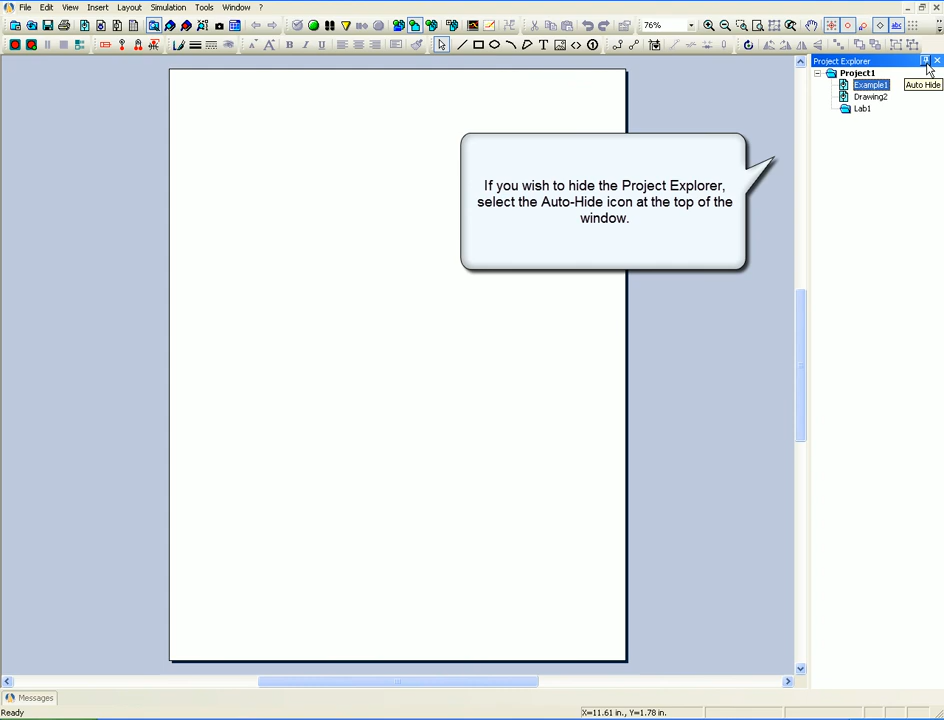 File Edit View Insert Layout Simulation Tools Window ?
76%
A A B I U
T
abc
Project Explorer
Project1
Example1
Auto Hide
Drawing2
Lab1
If you wish to hide the Project Explorer,
select the Auto-Hide icon at the top of the
window.
Messages
Ready
X=11.61 in., Y=1.78 in.